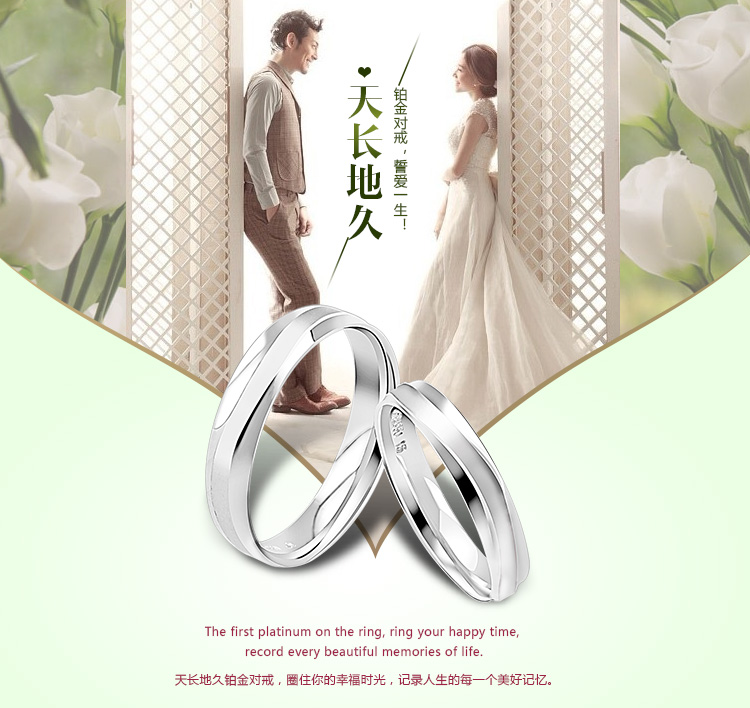 天长地久
铂金对戒，誓爱一生！
The first platinum on the ring, ring your happy time,
record every beautiful memories of life.
天长地久铂金对戒，圈住你的幸福时光，记录人生的每一个美好记忆。